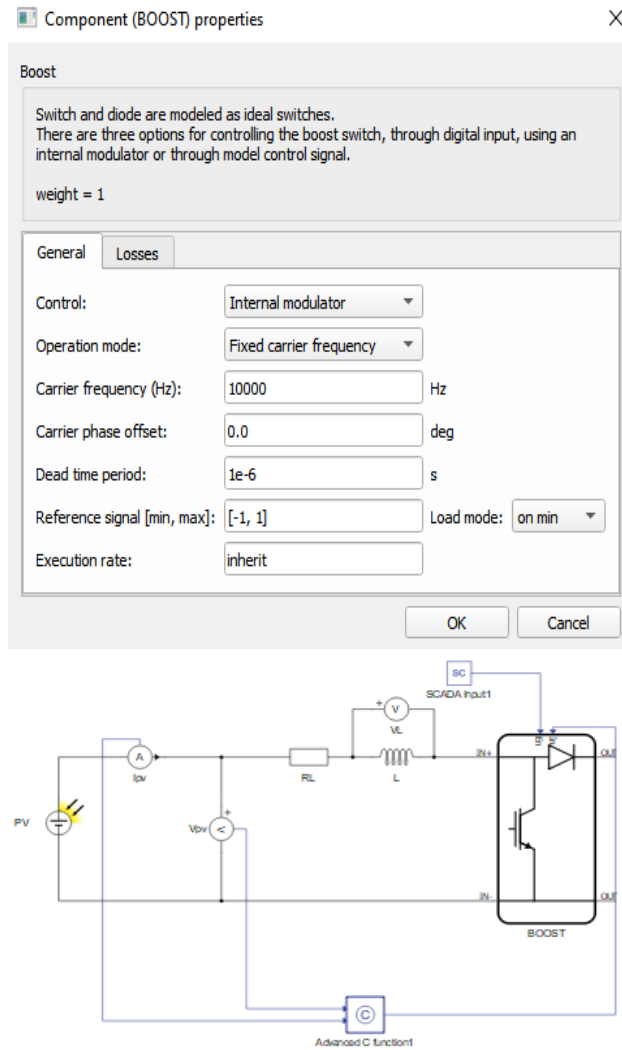 Component (BOOST) properties
Boost
Switch and diode are modeled as ideal switches.
There are three options for controlling the boost switch, through digital input, using an
internal modulator or through model control signal.
weight = 1
General Losses
Control: Internal modulator
Operation mode: Fixed carrier frequency
Carrier frequency (Hz): 10000 Hz
Carrier phase offset: 0.0 deg
Dead time period: 1e-6 s
Reference signal [min, max]: [-1, 1] Load mode: on min
Execution rate: inherit
OK Cancel
SC
SCADA Input1
V
VL
A
Ipv
RL
L
IN+
OUT
PV
Vpv
V
IN-
OUT
BOOST
C
Advanced C function1